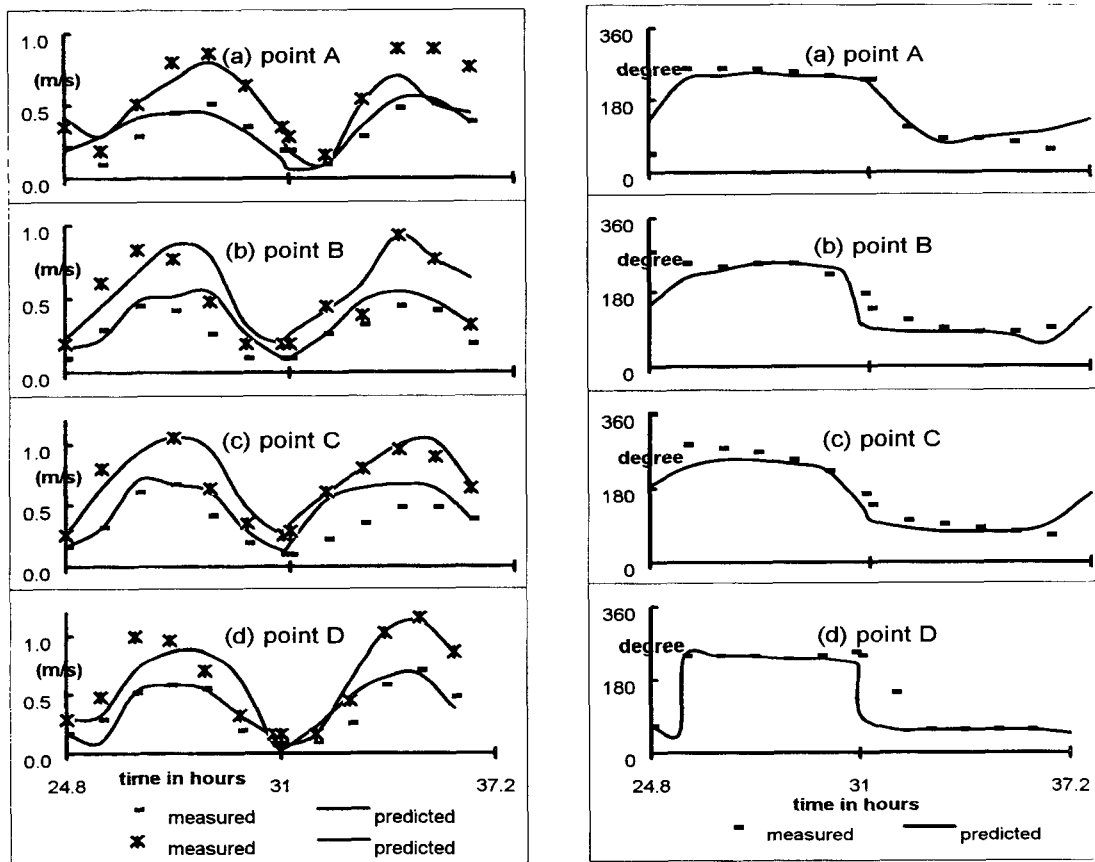 1.0
(a) point A
(m/s)
0.5
0.0
1.0
(b) point B
(m/s)
0.5
0.0
1.0
(c) point C
(m/s)
0.5
0.0
1.0
(d) point D
(m/s)
0.5
0.0
time in hours
24.8 31 37.2
measured predicted
measured predicted
360
(a) point A
degree
180
0
360
(b) point B
degree
180
0
360
(c) point C
degree
180
0
360
(d) point D
degree
180
0
24.8 31 37.2
time in hours
measured predicted